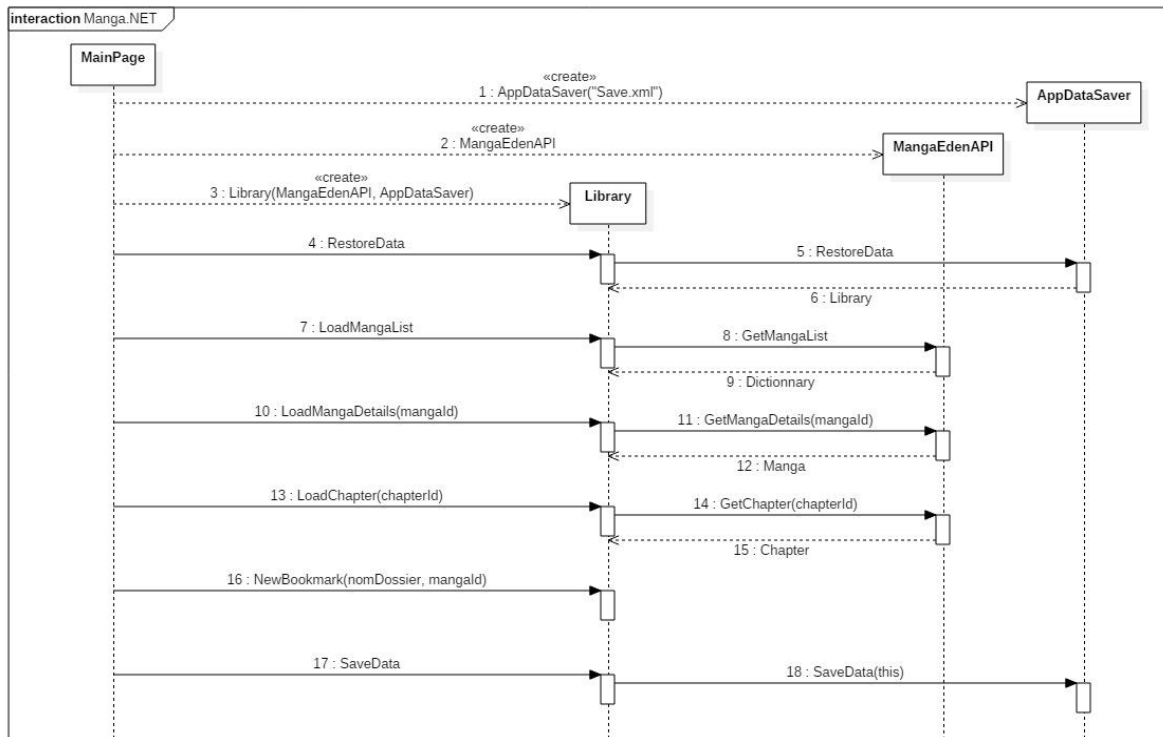 interaction Manga.NET
MainPage
«create»
1 : AppDataSaver("Save.xml")
AppDataSaver
«create»
2 : MangaEdenAPI
MangaEdenAPI
«create»
3 : Library(MangaEdenAPI, AppDataSaver)
Library
4 : RestoreData
5 : RestoreData
6 : Library
7 : LoadMangaList
8 : GetMangaList
9 : Dictionnary
10 : LoadMangaDetails(mangaId)
11 : GetMangaDetails(mangaId)
12 : Manga
13 : LoadChapter(chapterId)
14 : GetChapter(chapterId)
15 : Chapter
16 : NewBookmark(nomDossier, mangaId)
17 : SaveData
18 : SaveData(this)